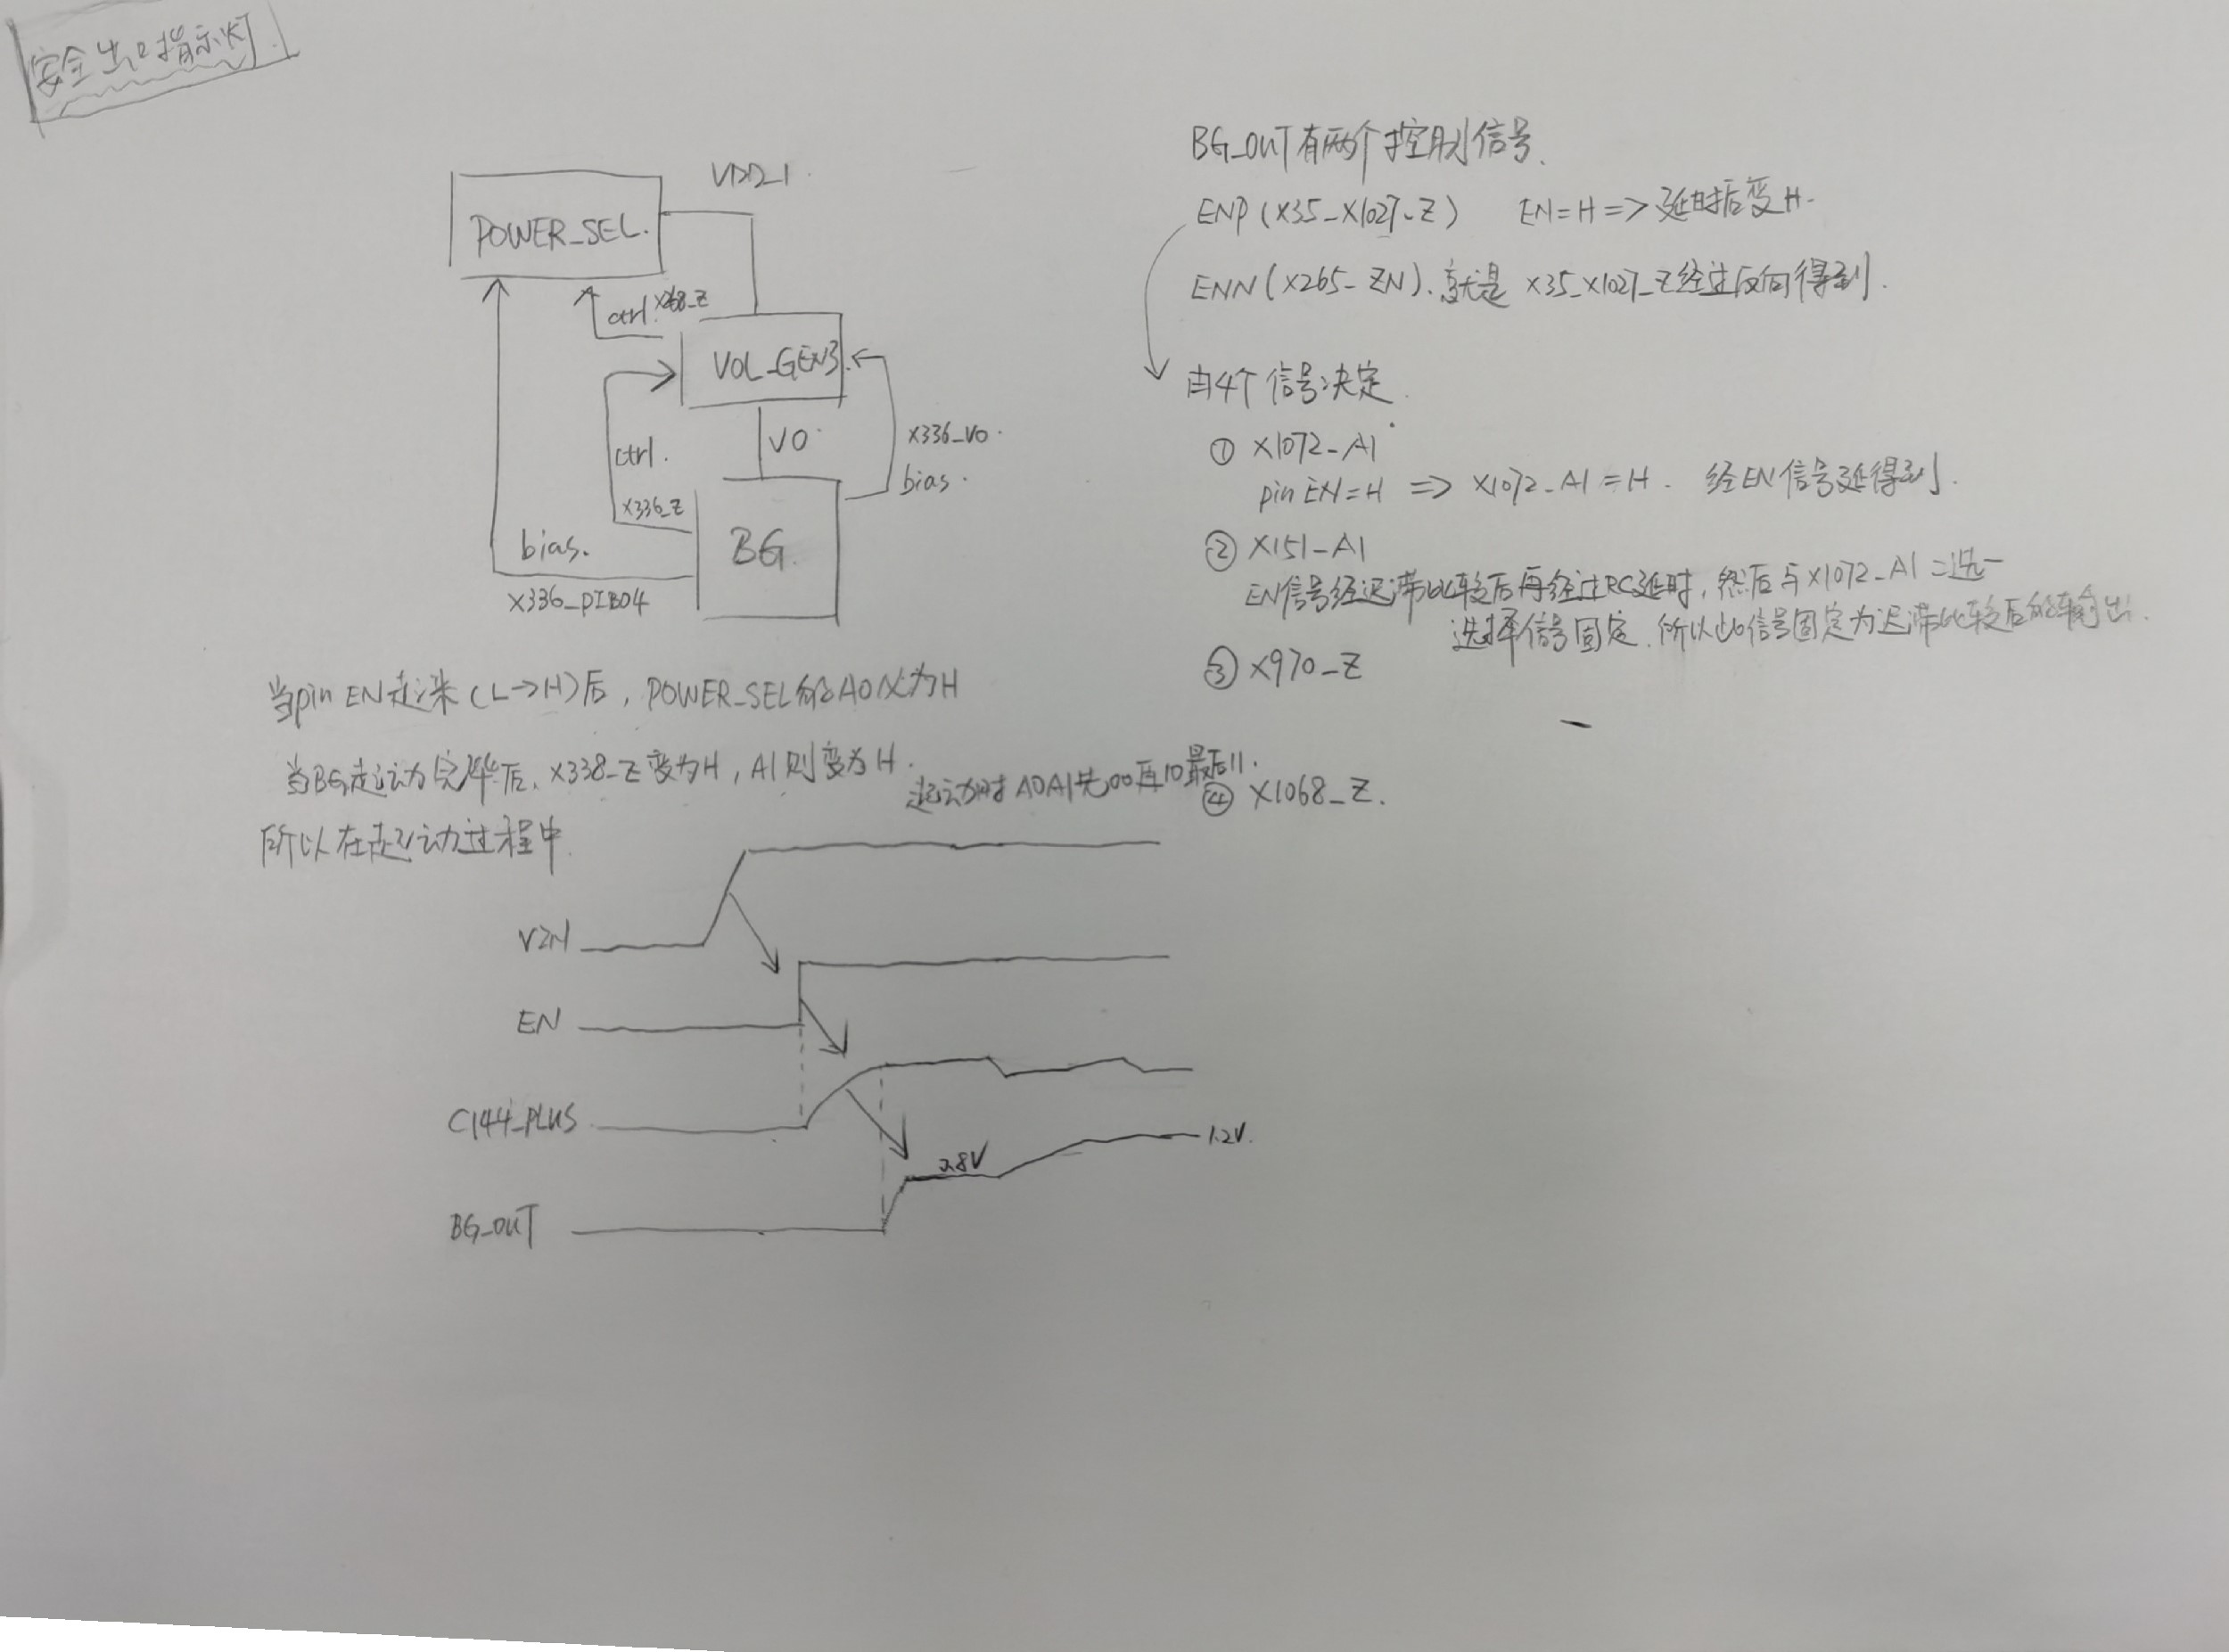 安全出口指示灯.
VDD_1.
POWER_SEL.
ctrl. X268_Z
VOL_GEN3.
VO
X336_VO.
bias.
ctrl.
X336_Z
BG.
bias.
X336_PIB04
当pin EN起来(L→H)后, POWER_SEL的A0为H
当BG起动完毕后, X338_Z变为H, A1则变为H.
起动时 A0A1先00再10最后11.
所以在起动过程中
VIN
EN
C144_PLUS
BG_OUT
0.8V
1.2V.
BG_OUT有两个控制信号.
ENP (X35_X1027_Z) EN=H => 延时后变H.
ENN (X265_ZN). 就是 X35_X1027_Z经过反向得到.
由4个信号决定.
① X1072_A1
pin EN=H => X1072_A1=H. 经EN信号延得到.
② X151_A1
EN信号经迟滞比较后再经过RC延时, 然后与X1072_A1二选一
选择信号固定. 所以此信号固定为迟滞比较后的输出.
③ X970_Z
④ X1068_Z.